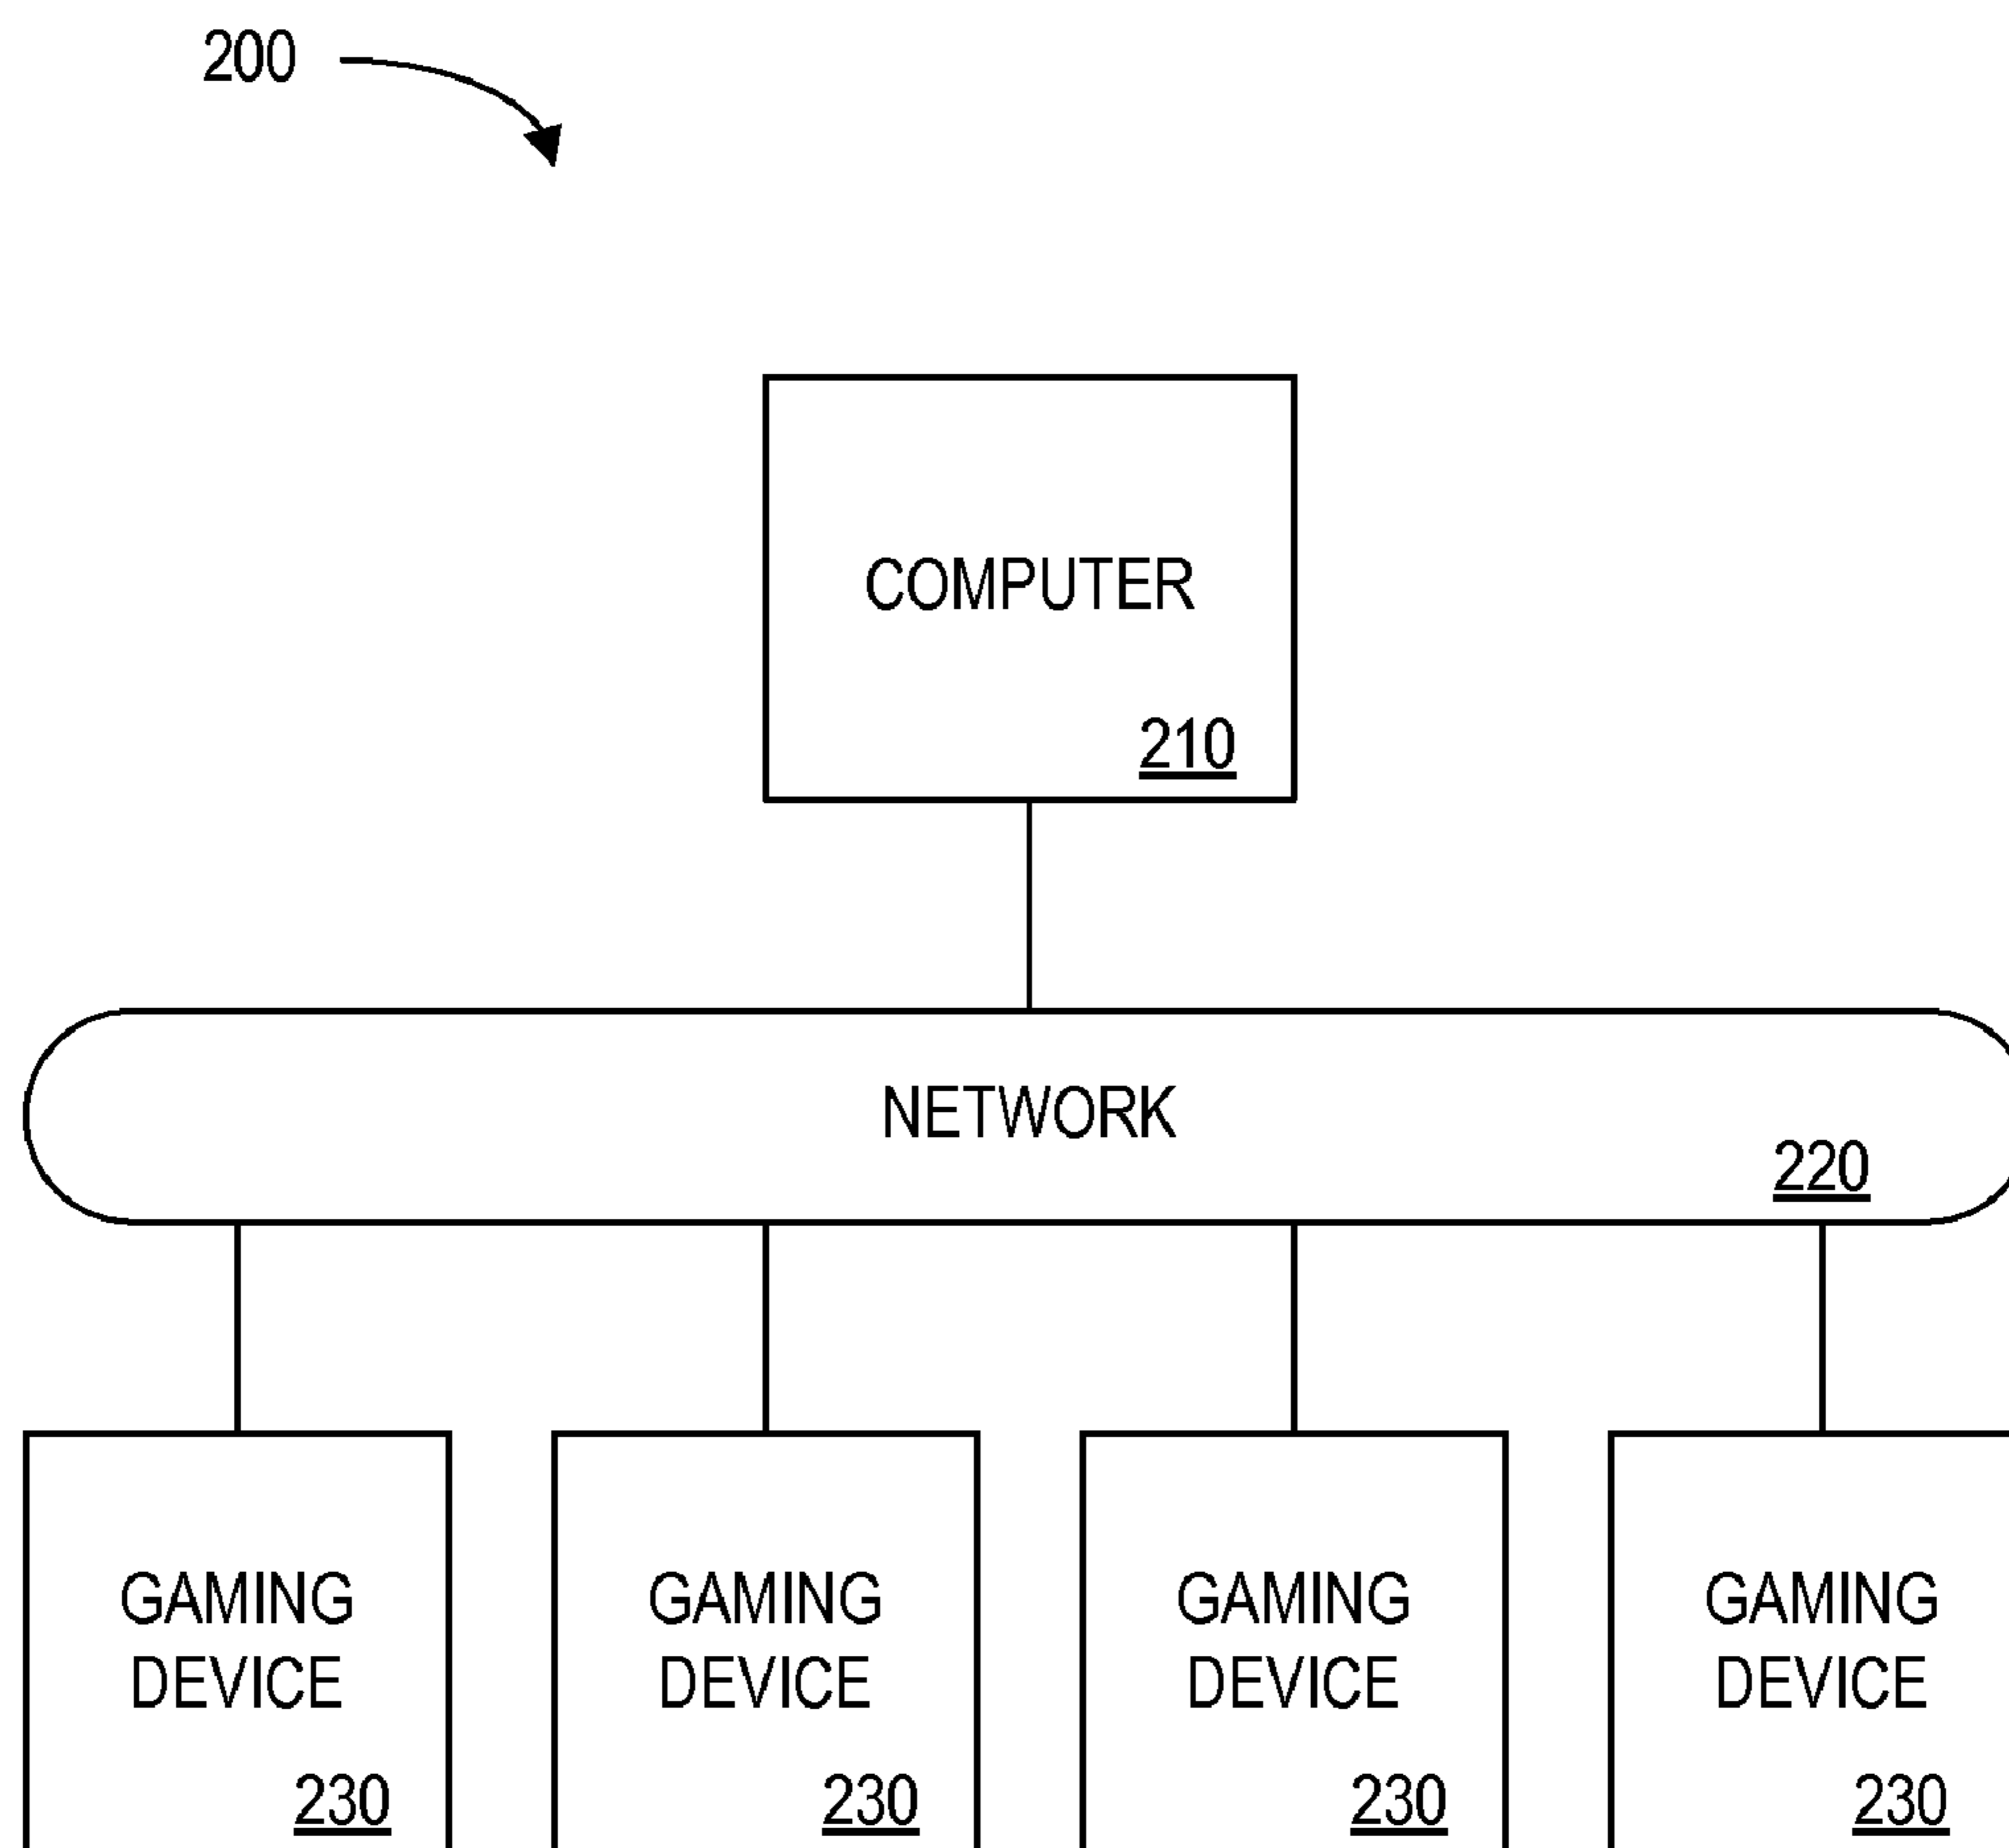 200
COMPUTER
210
NETWORK
220
GAMING
DEVICE
230
GAMING
DEVICE
230
GAMING
DEVICE
230
GAMING
DEVICE
230